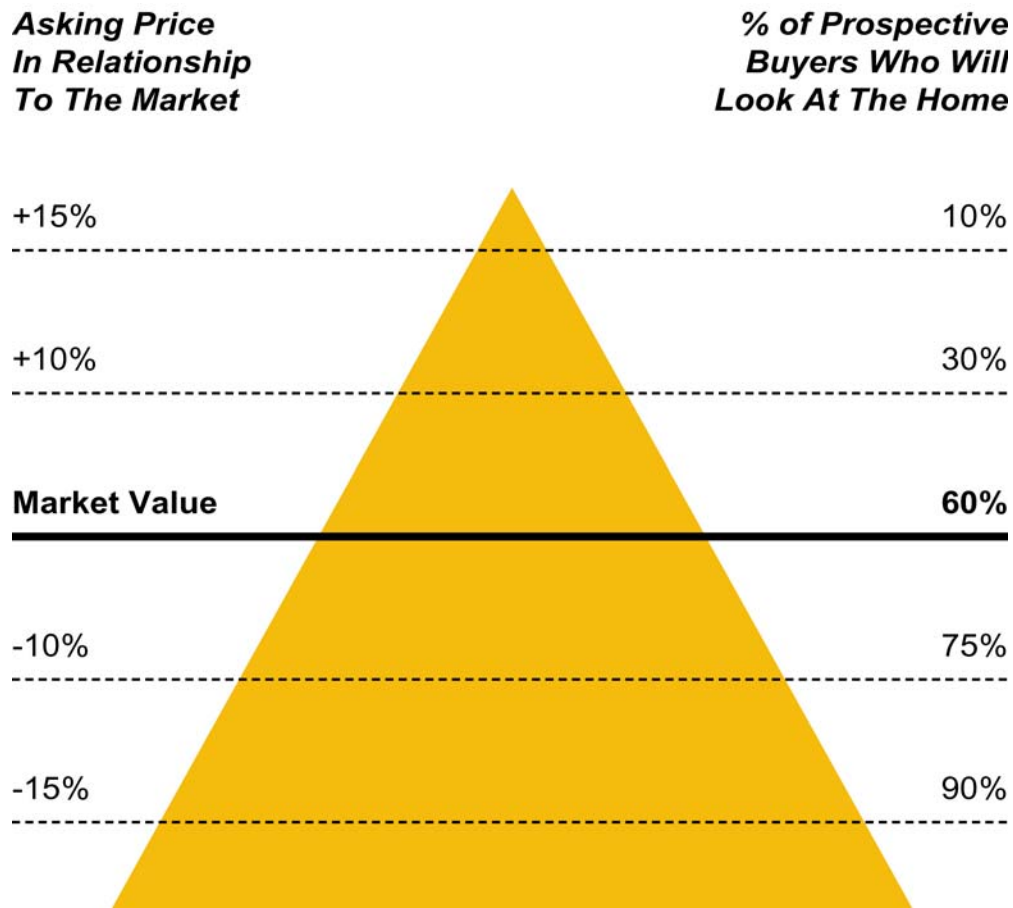 Asking Price
In Relationship
To The Market
% of Prospective
Buyers Who Will
Look At The Home
+15% 10%
+10% 30%
Market Value 60%
-10% 75%
-15% 90%